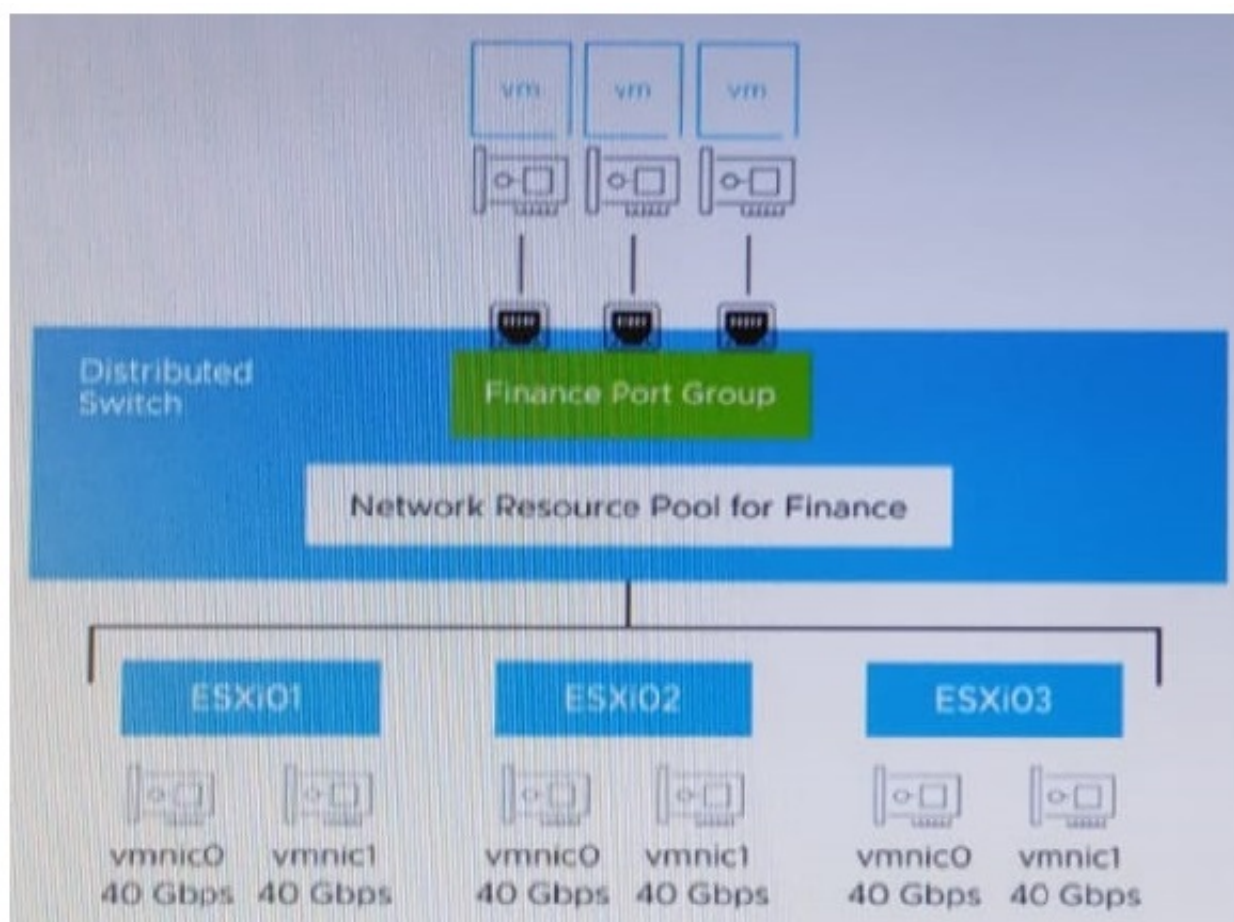 vm vm vm
Distributed
Switch
Finance Port Group
Network Resource Pool for Finance
ESXi01 ESXi02 ESXi03
vmnic0 vmnic1 vmnic0 vmnic1 vmnic0 vmnic1
40 Gbps 40 Gbps 40 Gbps 40 Gbps 40 Gbps 40 Gbps